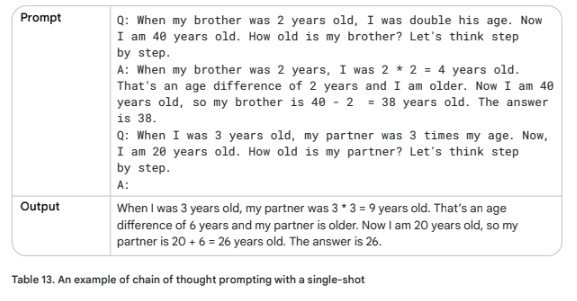 Prompt
Q: When my brother was 2 years old, I was double his age. Now
I am 40 years old. How old is my brother? Let's think step
by step.
A: When my brother was 2 years, I was 2 * 2 = 4 years old.
That's an age difference of 2 years and I am older. Now I am 40
years old, so my brother is 40 - 2  = 38 years old. The answer
is 38.
Q: When I was 3 years old, my partner was 3 times my age. Now,
I am 20 years old. How old is my partner? Let's think step
by step.
A:
Output
When I was 3 years old, my partner was 3 * 3 = 9 years old. That's an age
difference of 6 years and my partner is older. Now I am 20 years old, so my
partner is 20 + 6 = 26 years old. The answer is 26.
Table 13. An example of chain of thought prompting with a single-shot